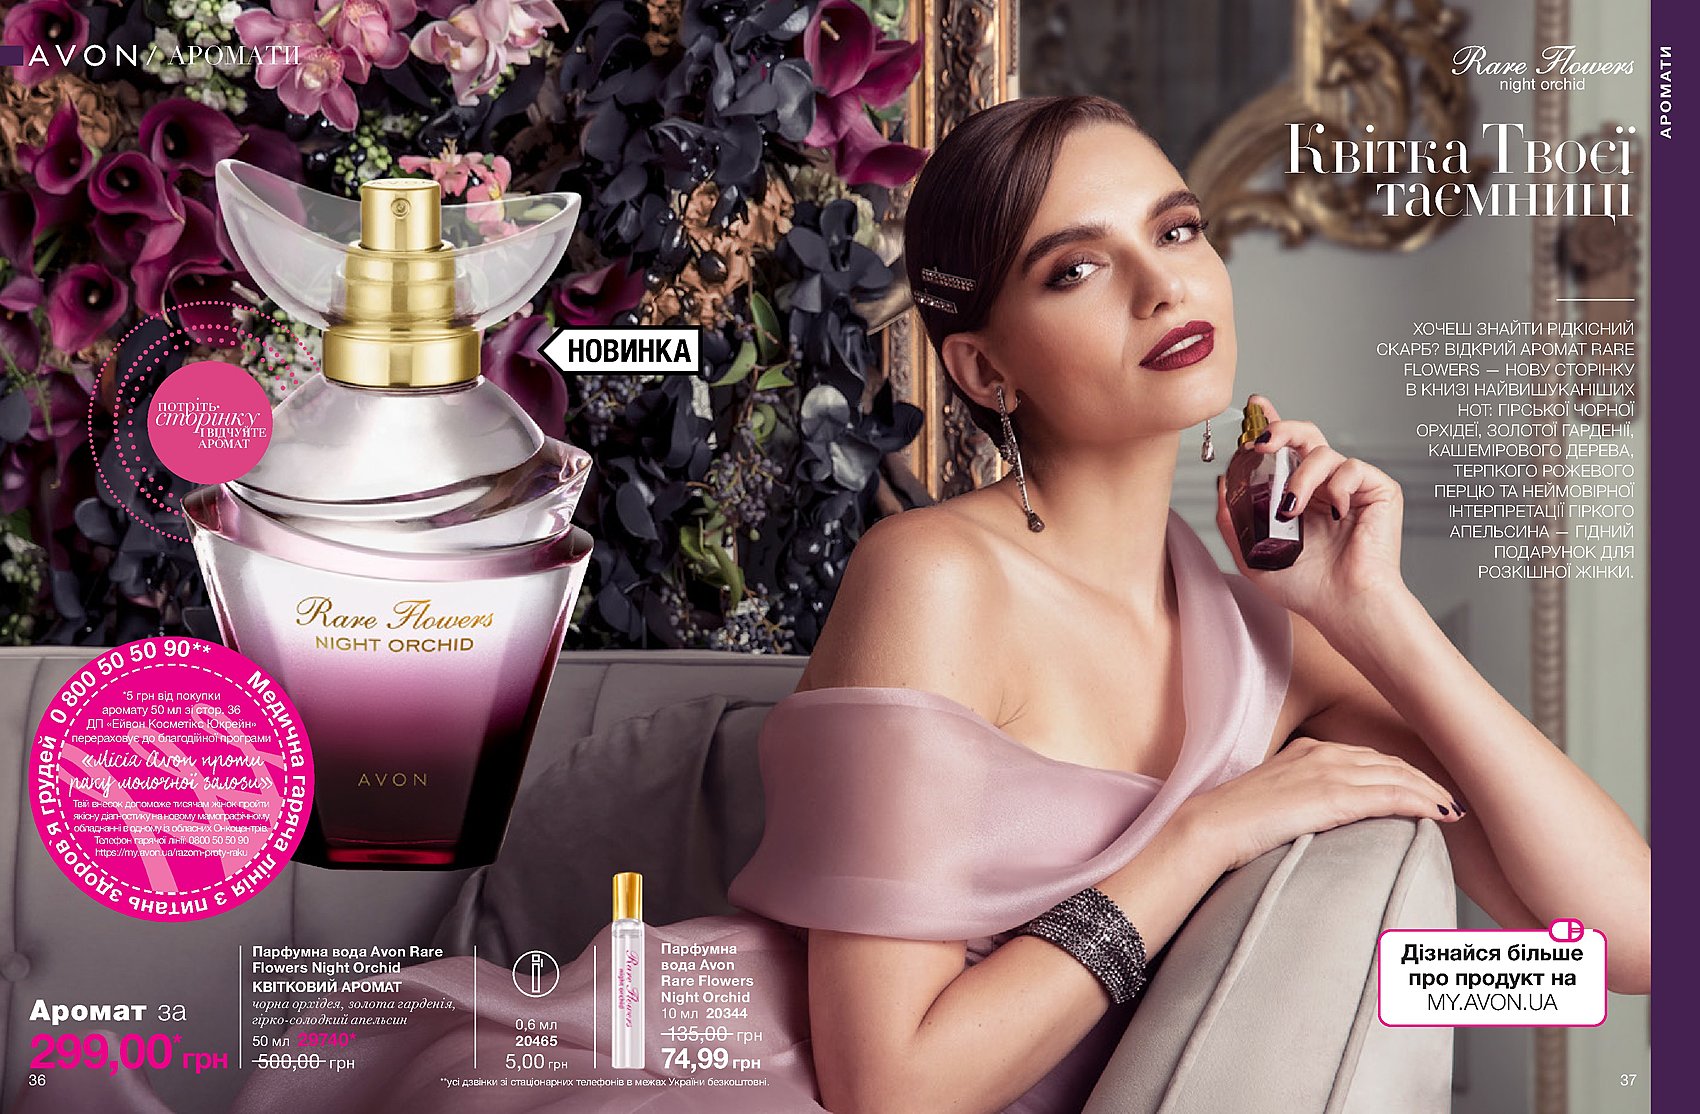 AVON / АРОМАТИ
Rare Flowers
night orchid
АРОМАТИ
Квітка Твоєї
таємниці
ХОЧЕШ ЗНАЙТИ РІДКІСНИЙ
СКАРБ? ВІДКРИЙ АРОМАТ RARE
FLOWERS — НОВУ СТОРІНКУ
В КНИЗІ НАЙВИШУКАНІШИХ
НОТ: ГІРСЬКОЇ ЧОРНОЇ
ОРХІДЕЇ, ЗОЛОТОЇ ГАРДЕНІЇ,
КАШЕМІРОВОГО ДЕРЕВА,
ТЕРПКОГО РОЖЕВОГО
ПЕРЦЮ ТА НЕЙМОВІРНОЇ
ІНТЕРПРЕТАЦІЇ ГІРКОГО
АПЕЛЬСИНА — ГІДНИЙ
ПОДАРУНОК ДЛЯ
РОЗКІШНОЇ ЖІНКИ.
НОВИНКА
ПОТРІТЬ
СТОРІНКУ
І ВІДЧУЙТЕ
АРОМАТ
Rare Flowers
NIGHT ORCHID
AVON
Медична гаряча лінія з питань здоров'я грудей 0 800 50 50 90**
*5 грн від покупки
аромату 50 мл зі стор. 36
ДП «Ейвон Косметікс Юкрейн»
перераховує до благодійної програми
«Місія Avon проти
раку молочної залози»
Твій внесок допоможе тисячам жінок пройти
якісну діагностику на новому мамографічному
обладнанні в одному із обласних Онкоцентрів.
Телефон гарячої лінії: 0800 50 50 90
https://my.avon.ua/razom-proty-raku
Аромат за
299,00* грн
Парфумна вода Avon Rare
Flowers Night Orchid
КВІТКОВИЙ АРОМАТ
чорна орхідея, золота гарденія,
гірко-солодкий апельсин
50 мл 29740*
500,00 грн
0,6 мл
20465
5,00 грн
Rare Flowers
night orchid
Парфумна
вода Avon
Rare Flowers
Night Orchid
10 мл 20344
135,00 грн
74,99 грн
**усі дзвінки зі стаціонарних телефонів в межах України безкоштовні.
Дізнайся більше
про продукт на
MY.AVON.UA
36
37